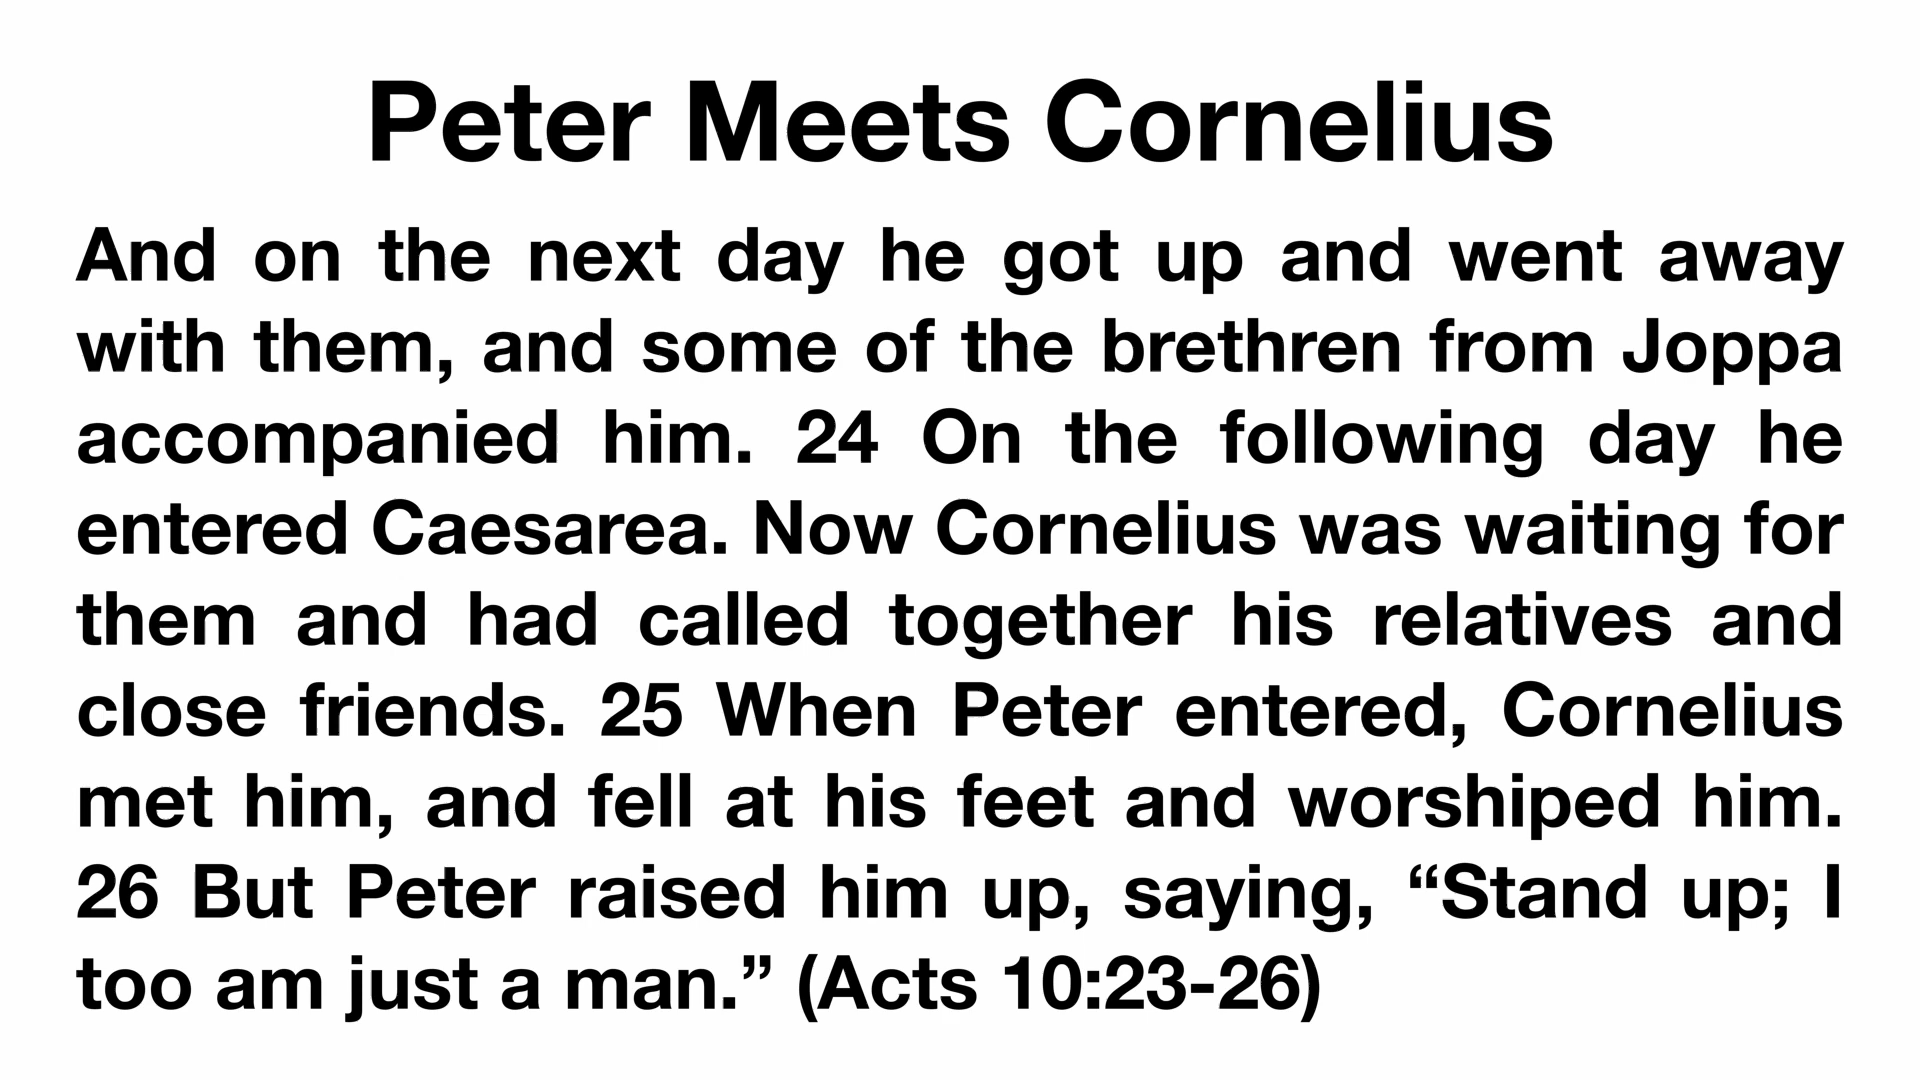 Peter Meets Cornelius
And on the next day he got up and went away
with them, and some of the brethren from Joppa
accompanied him. 24 On the following day he
entered Caesarea. Now Cornelius was waiting for
them and had called together his relatives and
close friends. 25 When Peter entered, Cornelius
met him, and fell at his feet and worshiped him.
26 But Peter raised him up, saying, “Stand up; I
too am just a man.” (Acts 10:23-26)